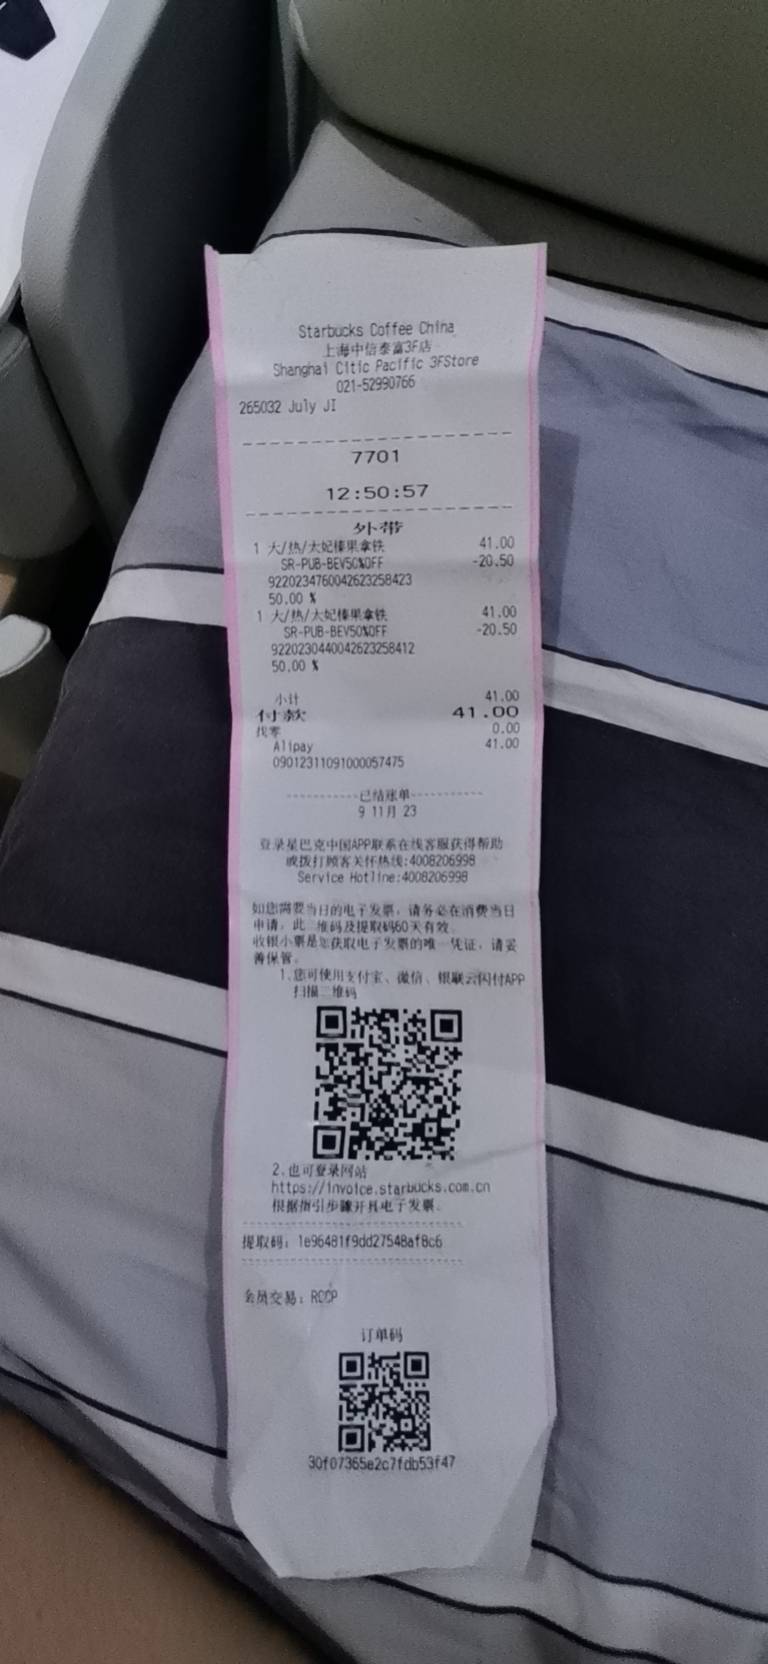 Starbucks Coffee China
上海中信泰富3F店
Shanghai Citic Pacific 3FStore
021-52990766
265032 July JI
7701
12:50:57
外带
1 大/热/太妃榛果拿铁 41.00
SR-PUB-BEV50%OFF -20.50
9220234760042623258423
50.00 %
1 大/热/太妃榛果拿铁 41.00
SR-PUB-BEV50%OFF -20.50
9220230440042623258412
50.00 %
小计 41.00
付款 41.00
找零 0.00
Alipay 41.00
09012311091000057475
-----------已结账单-----------
9 11月 23
登录星巴克中国APP联系在线客服获得帮助
或拨打顾客关怀热线:4008206998
Service Hotline:4008206998
如您需要当日的电子发票，请务必在消费当日
申请，此二维码及提取码60天有效。
收银小票是您获取电子发票的唯一凭证，请妥
善保管。
1.您可使用支付宝、微信、银联云闪付APP
扫描二维码
2.也可登录网站
https://invoice.starbucks.com.cn
根据指引步骤开具电子发票。
提取码：1e96481f9dd27548af8c6
会员交易：RCCP
订单码
30f07365e2c7fdb53f47